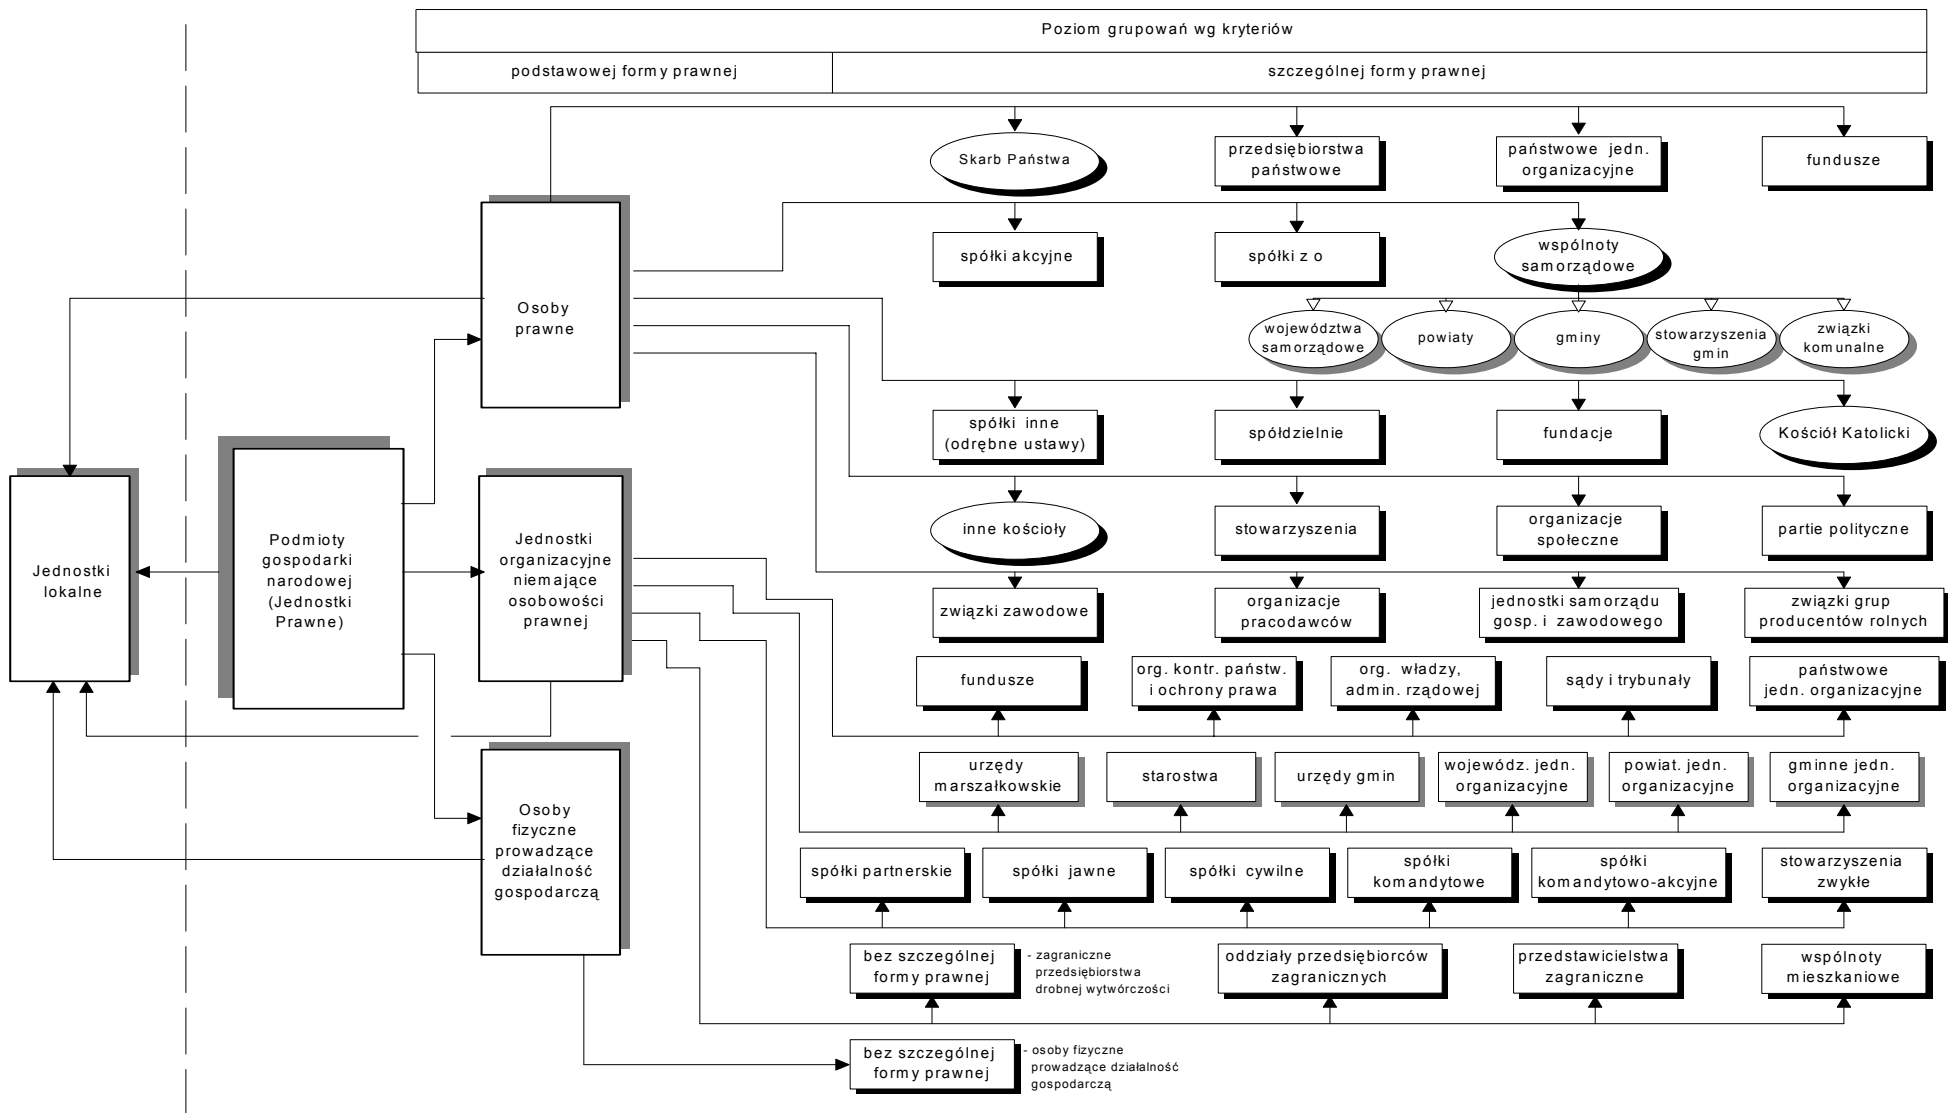 Poziom grupowań wg kryteriów
podstawowej formy prawnej
szczególnej formy prawnej
Skarb Państwa
przedsiębiorstwa
państwowe
państwowe jedn.
organizacyjne
fundusze
spółki akcyjne
spółki z o
wspólnoty
samorządowe
Osoby
prawne
województwa
samorządowe
powiaty
gminy
stowarzyszenia
gmin
związki
komunalne
spółki inne
(odrębne ustawy)
spółdzielnie
fundacje
Kościół Katolicki
inne kościoły
stowarzyszenia
organizacje
społeczne
partie polityczne
Jednostki
lokalne
Podmioty
gospodarki
narodowej
(Jednostki
Prawne)
Jednostki
organizacyjne
niemające
osobowości
prawnej
związki zawodowe
organizacje
pracodawców
jednostki samorządu
gosp. i zawodowego
związki grup
producentów rolnych
fundusze
org. kontr. państw.
i ochrony prawa
org. władzy,
admin. rządowej
sądy i trybunały
państwowe
jedn. organizacyjne
urzędy
marszałkowskie
starostwa
urzędy gmin
wojewódz. jedn.
organizacyjne
powiat. jedn.
organizacyjne
gminne jedn.
organizacyjne
Osoby
fizyczne
prowadzące
działalność
gospodarczą
spółki partnerskie
spółki jawne
spółki cywilne
spółki
komandytowe
spółki
komandytowo-akcyjne
stowarzyszenia
zwykłe
bez szczególnej
formy prawnej
- zagraniczne
przedsiębiorstwa
drobnej wytwórczości
oddziały przedsiębiorców
zagranicznych
przedstawicielstwa
zagraniczne
wspólnoty
mieszkaniowe
bez szczególnej
formy prawnej
- osoby fizyczne
prowadzące działalność
gospodarczą